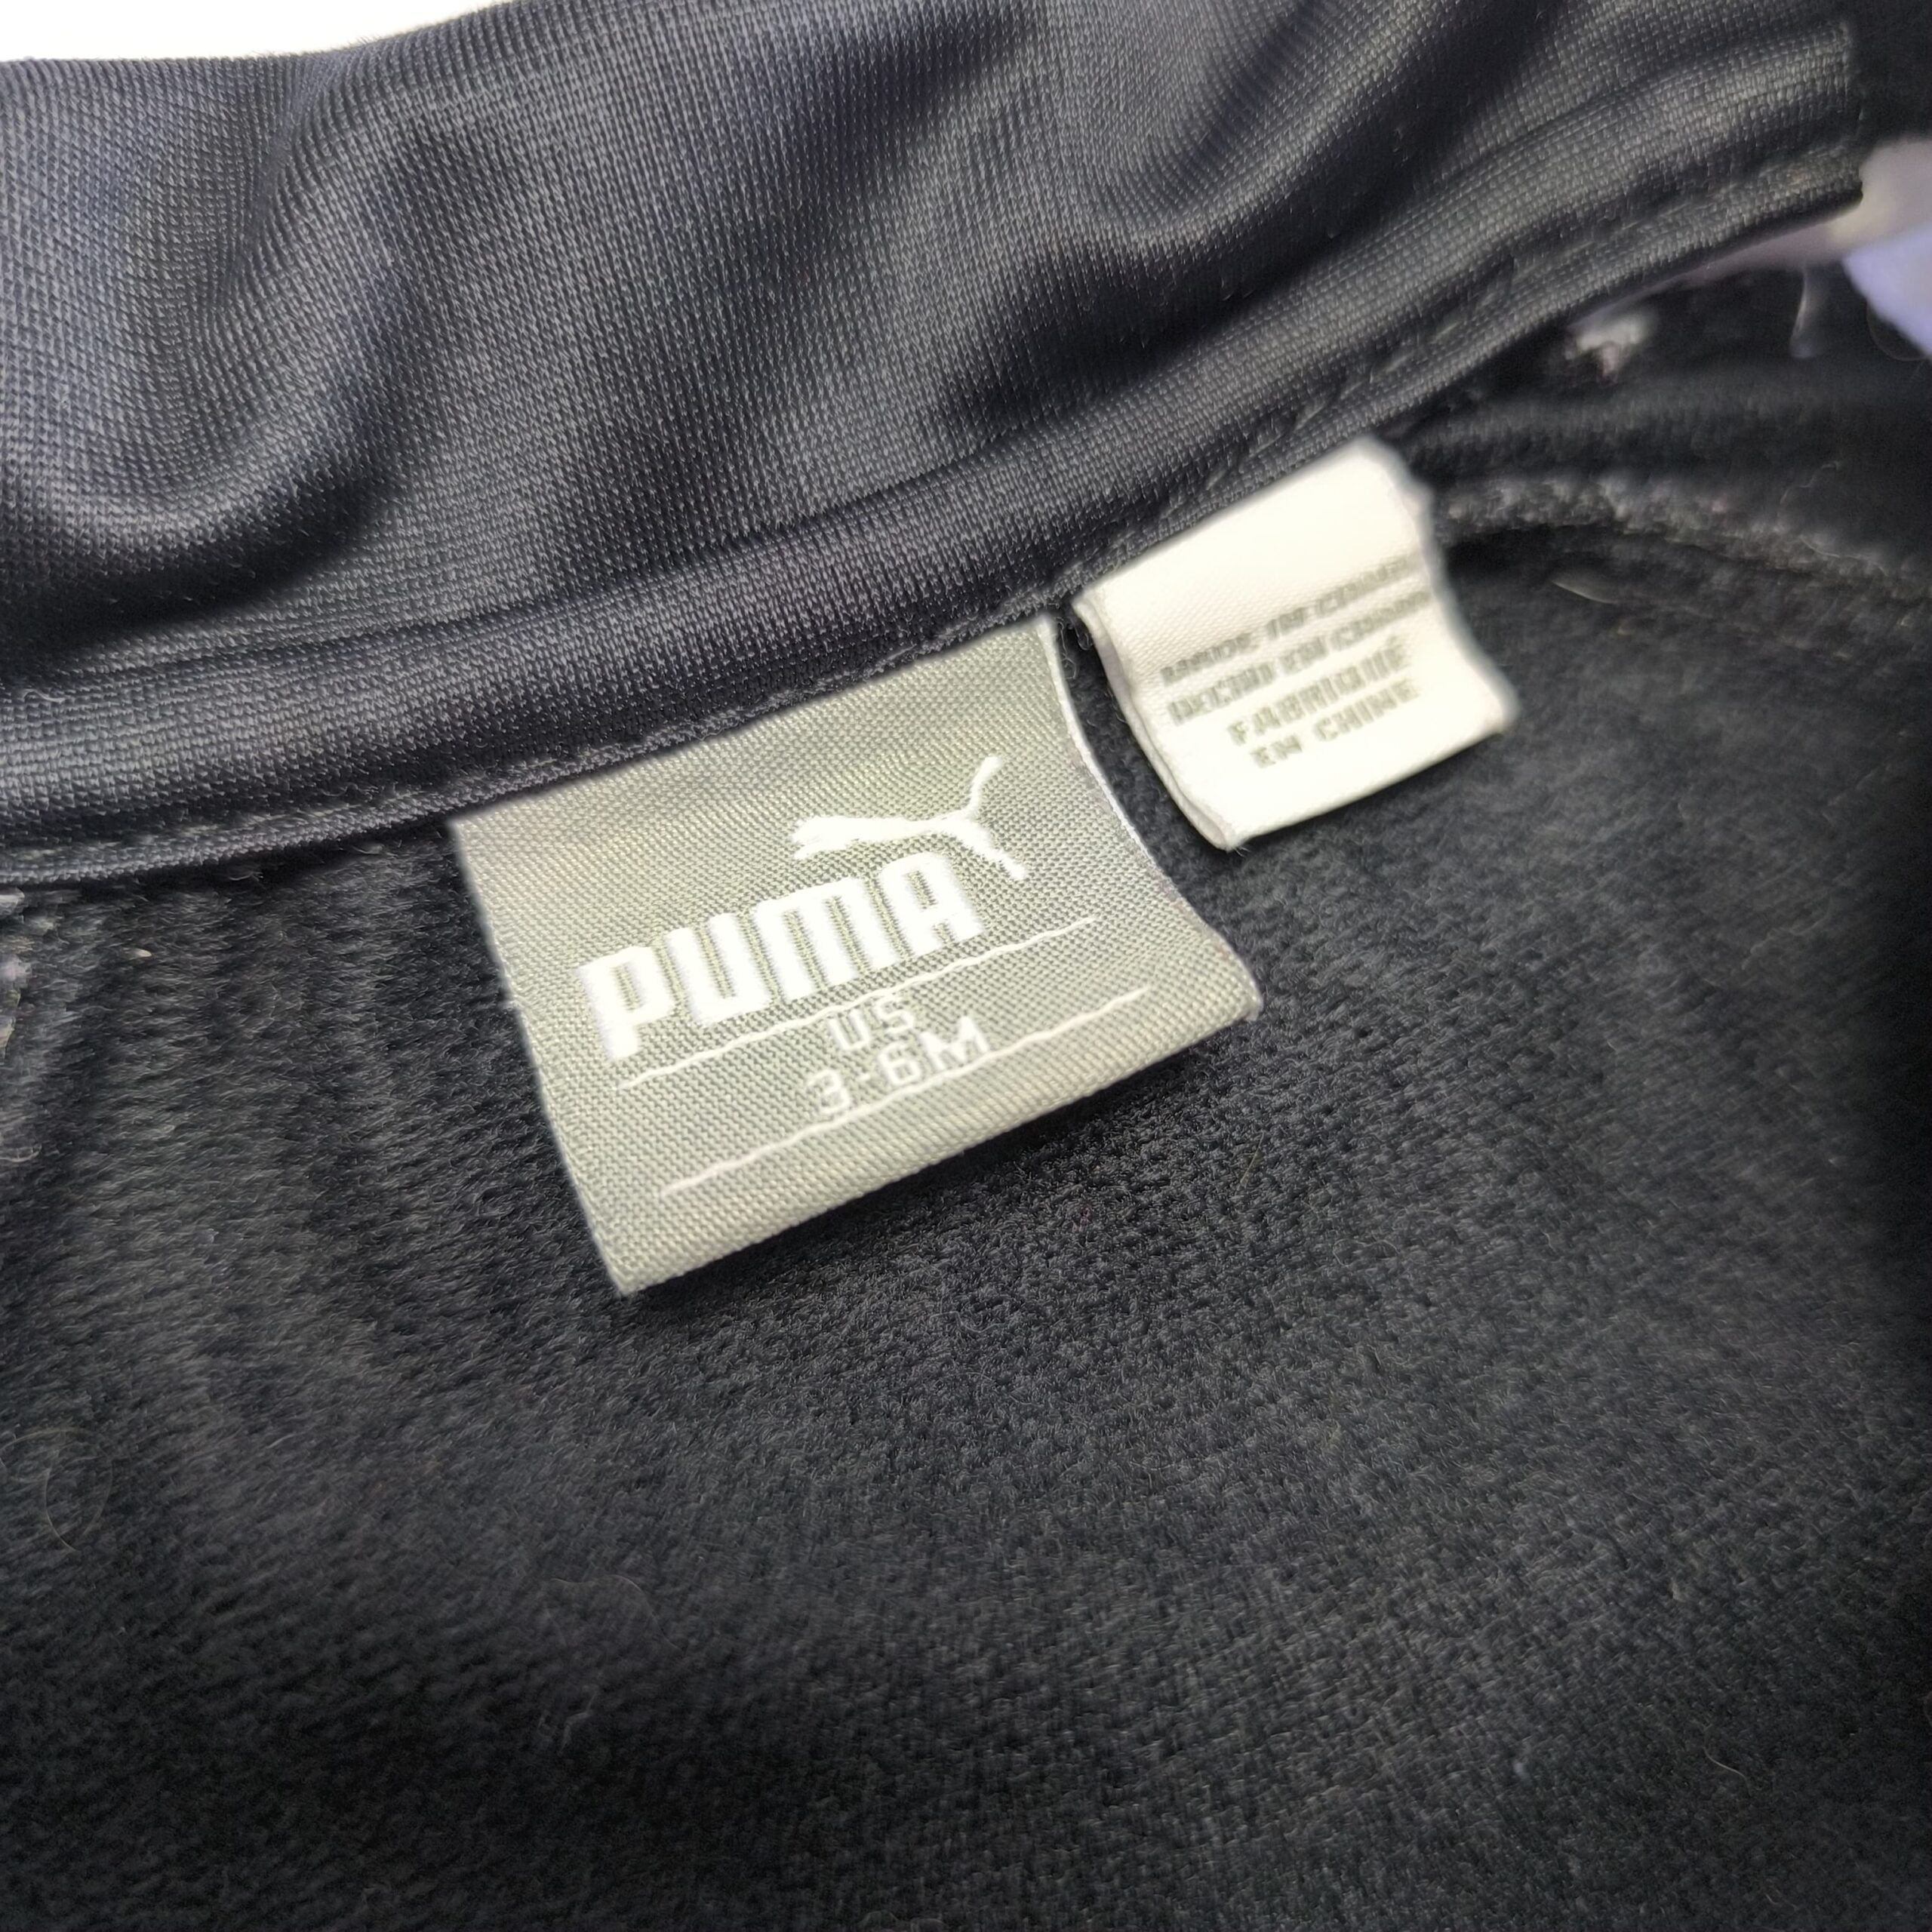 PUMA
US
3-6M
MADE IN CHINA
HECHO EN CHINA
FABRIQUÉ
EN CHINE